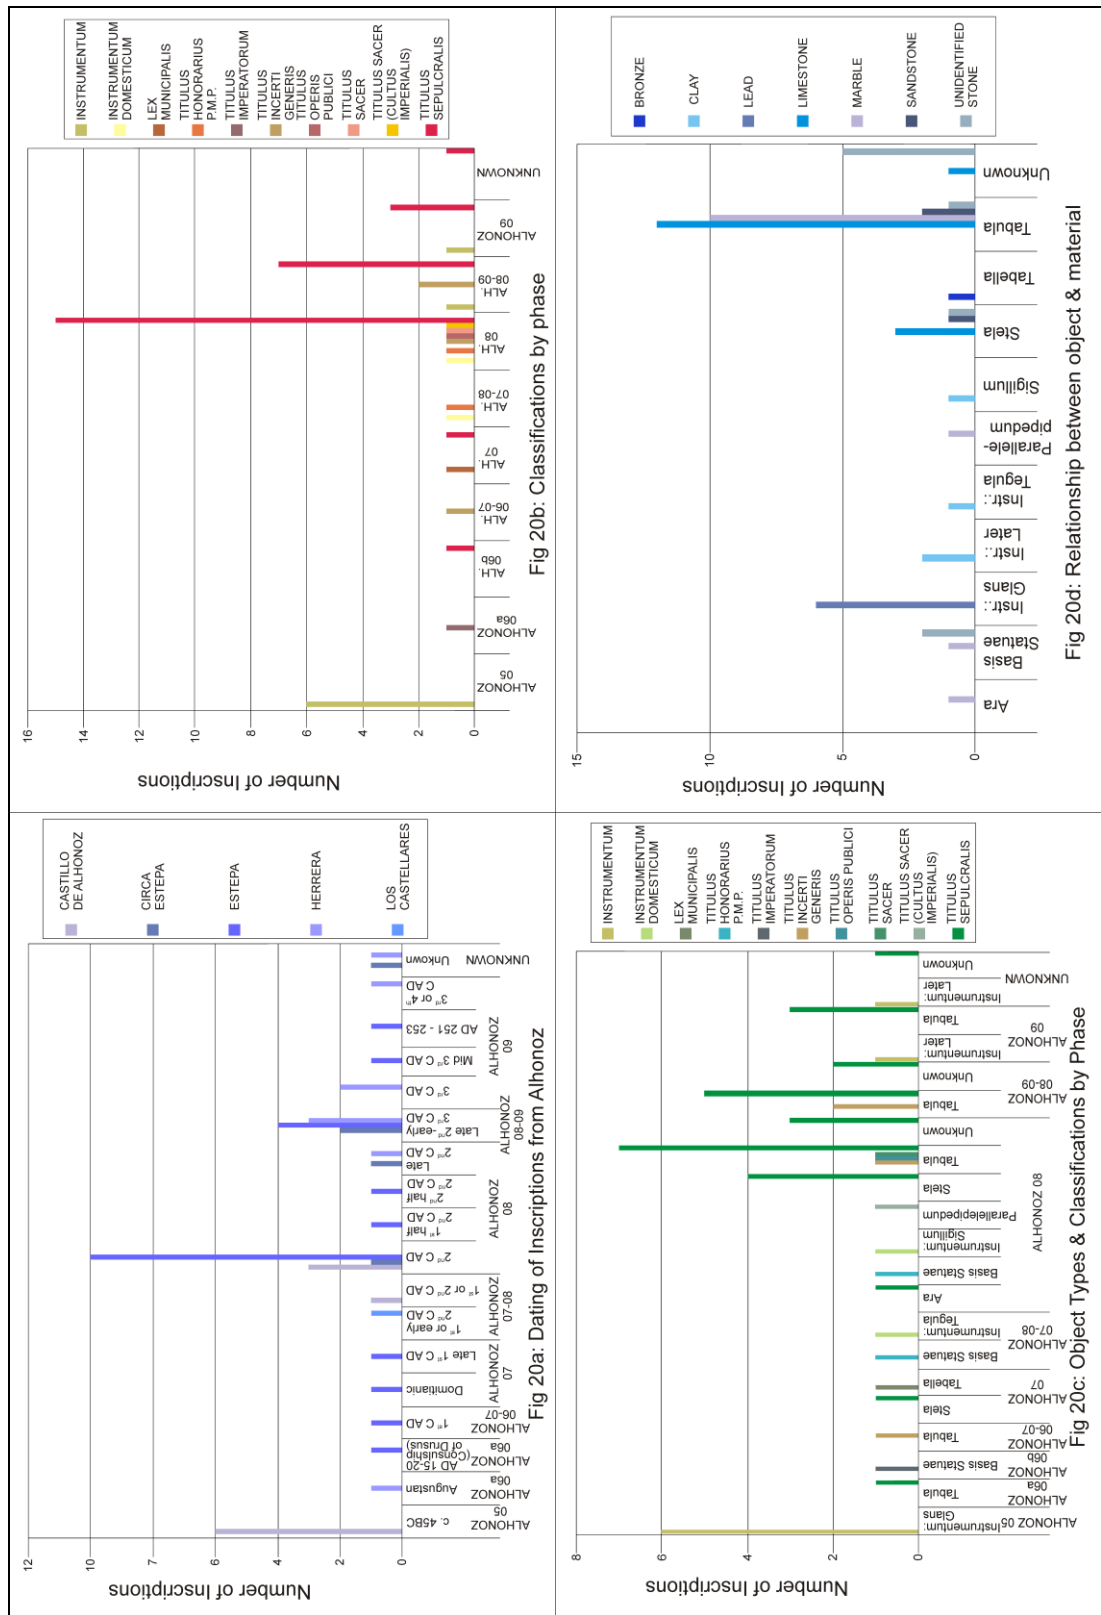 CASTILLO
DE ALHONOZ
CIRCA
ESTEPA
ESTEPA
HERRERA
LOS
CASTELLARES
Number of Inscriptions
12
10
8
6
4
2
0
c. 45BC
Augustan
AD 15-20
(Consulship
of Drusus)
1st C AD
Domitianic
Late 1st C AD
1st or early
2nd C AD
1st or 2nd C AD
2nd C AD
1st half
2nd C AD
2nd half
2nd C AD
Late
2nd C AD
Late 2nd -early
3rd C AD
3rd C AD
Mid 3rd C AD
AD 251 - 253
3rd or 4th
C AD
Unkown
ALHONOZ
05
ALHONOZ
06a
ALHONOZ
06a
ALHONOZ
06-07
ALHONOZ
07
ALHONOZ
07-08
ALHONOZ
08
ALHONOZ
08-09
ALHONOZ
09
UNKNOWN
Fig 20a: Dating of Inscriptions from Alhonoz
INSTRUMENTUM
INSTRUMENTUM
DOMESTICUM
LEX
MUNICIPALIS
TITULUS
HONORARIUS
P.M.P.
TITULUS
IMPERATORUM
TITULUS
INCERTI
GENERIS
TITULUS
OPERIS
PUBLICI
TITULUS
SACER
TITULUS SACER
(CULTUS
IMPERIALIS)
TITULUS
SEPULCRALIS
Number of Inscriptions
16
14
12
10
8
6
4
2
0
ALHONOZ
05
ALHONOZ
06a
ALH.
06b
ALH.
06-07
ALH.
07
ALH.
07-08
ALH.
08
ALH.
08-09
ALHONOZ
09
UNKNOWN
Fig 20b: Classifications by phase
INSTRUMENTUM
INSTRUMENTUM
DOMESTICUM
LEX
MUNICIPALIS
TITULUS
HONORARIUS
P.M.P.
TITULUS
IMPERATORUM
TITULUS
INCERTI
GENERIS
TITULUS
OPERIS PUBLICI
TITULUS
SACER
TITULUS SACER
(CULTUS
IMPERIALIS)
TITULUS
SEPULCRALIS
Number of Inscriptions
8
6
4
2
0
Instrumentum:
Glans
Tabula
Basis Statuae
Tabula
Stela
Tabella
Basis Statuae
Instrumentum:
Tegula
Ara
Basis Statuae
Instrumentum:
Sigillum
Parallelepipedum
Stela
Tabula
Unknown
Tabula
Unknown
Instrumentum:
Later
Tabula
Instrumentum:
Later
Unknown
ALHONOZ 05
ALHONOZ
06a
ALHONOZ
06b
ALHONOZ
06-07
ALHONOZ
07
ALHONOZ
07-08
ALHONOZ 08
ALHONOZ
08-09
ALHONOZ
09
UNKNOWN
Fig 20c: Object Types & Classifications by Phase
BRONZE
CLAY
LEAD
LIMESTONE
MARBLE
SANDSTONE
UNIDENTIFIED
STONE
Number of Inscriptions
15
10
5
0
Ara
Basis
Statuae
Instr.:
Glans
Instr.:
Later
Instr.:
Tegula
Parallele-
pipedum
Sigillum
Stela
Tabella
Tabula
Unknown
Fig 20d: Relationship between object & material